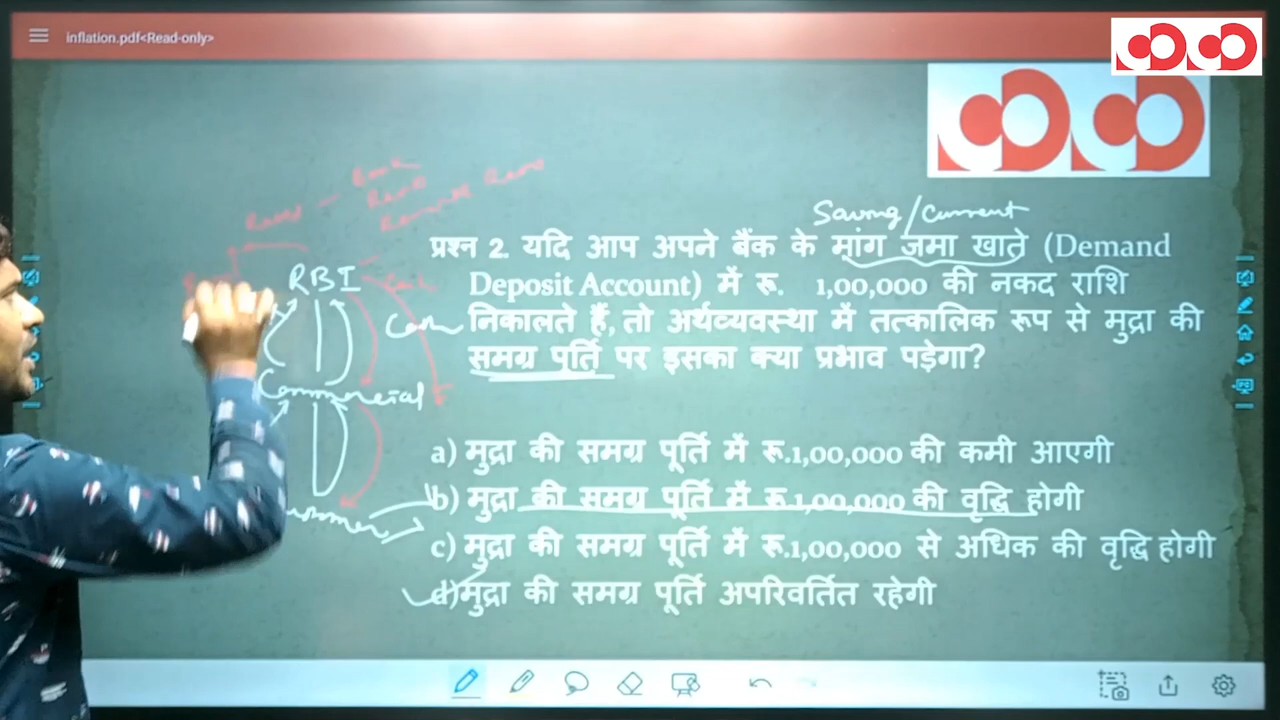 inflation.pdf<Read-only>
Saving/Current
प्रश्न 2. यदि आप अपने बैंक के मांग जमा खाते (Demand
Deposit Account) में रू. 1,00,000 की नकद राशि
निकालते हैं, तो अर्थव्यवस्था में तत्कालिक रूप से मुद्रा की
समग्र पूर्ति पर इसका क्या प्रभाव पड़ेगा?
a) मुद्रा की समग्र पूर्ति में रू.1,00,000 की कमी आएगी
b) मुद्रा की समग्र पूर्ति में रू.1,00,000 की वृद्धि होगी
c) मुद्रा की समग्र पूर्ति में रू.1,00,000 से अधिक की वृद्धि होगी
d) मुद्रा की समग्र पूर्ति अपरिवर्तित रहेगी
RBI
Commercial